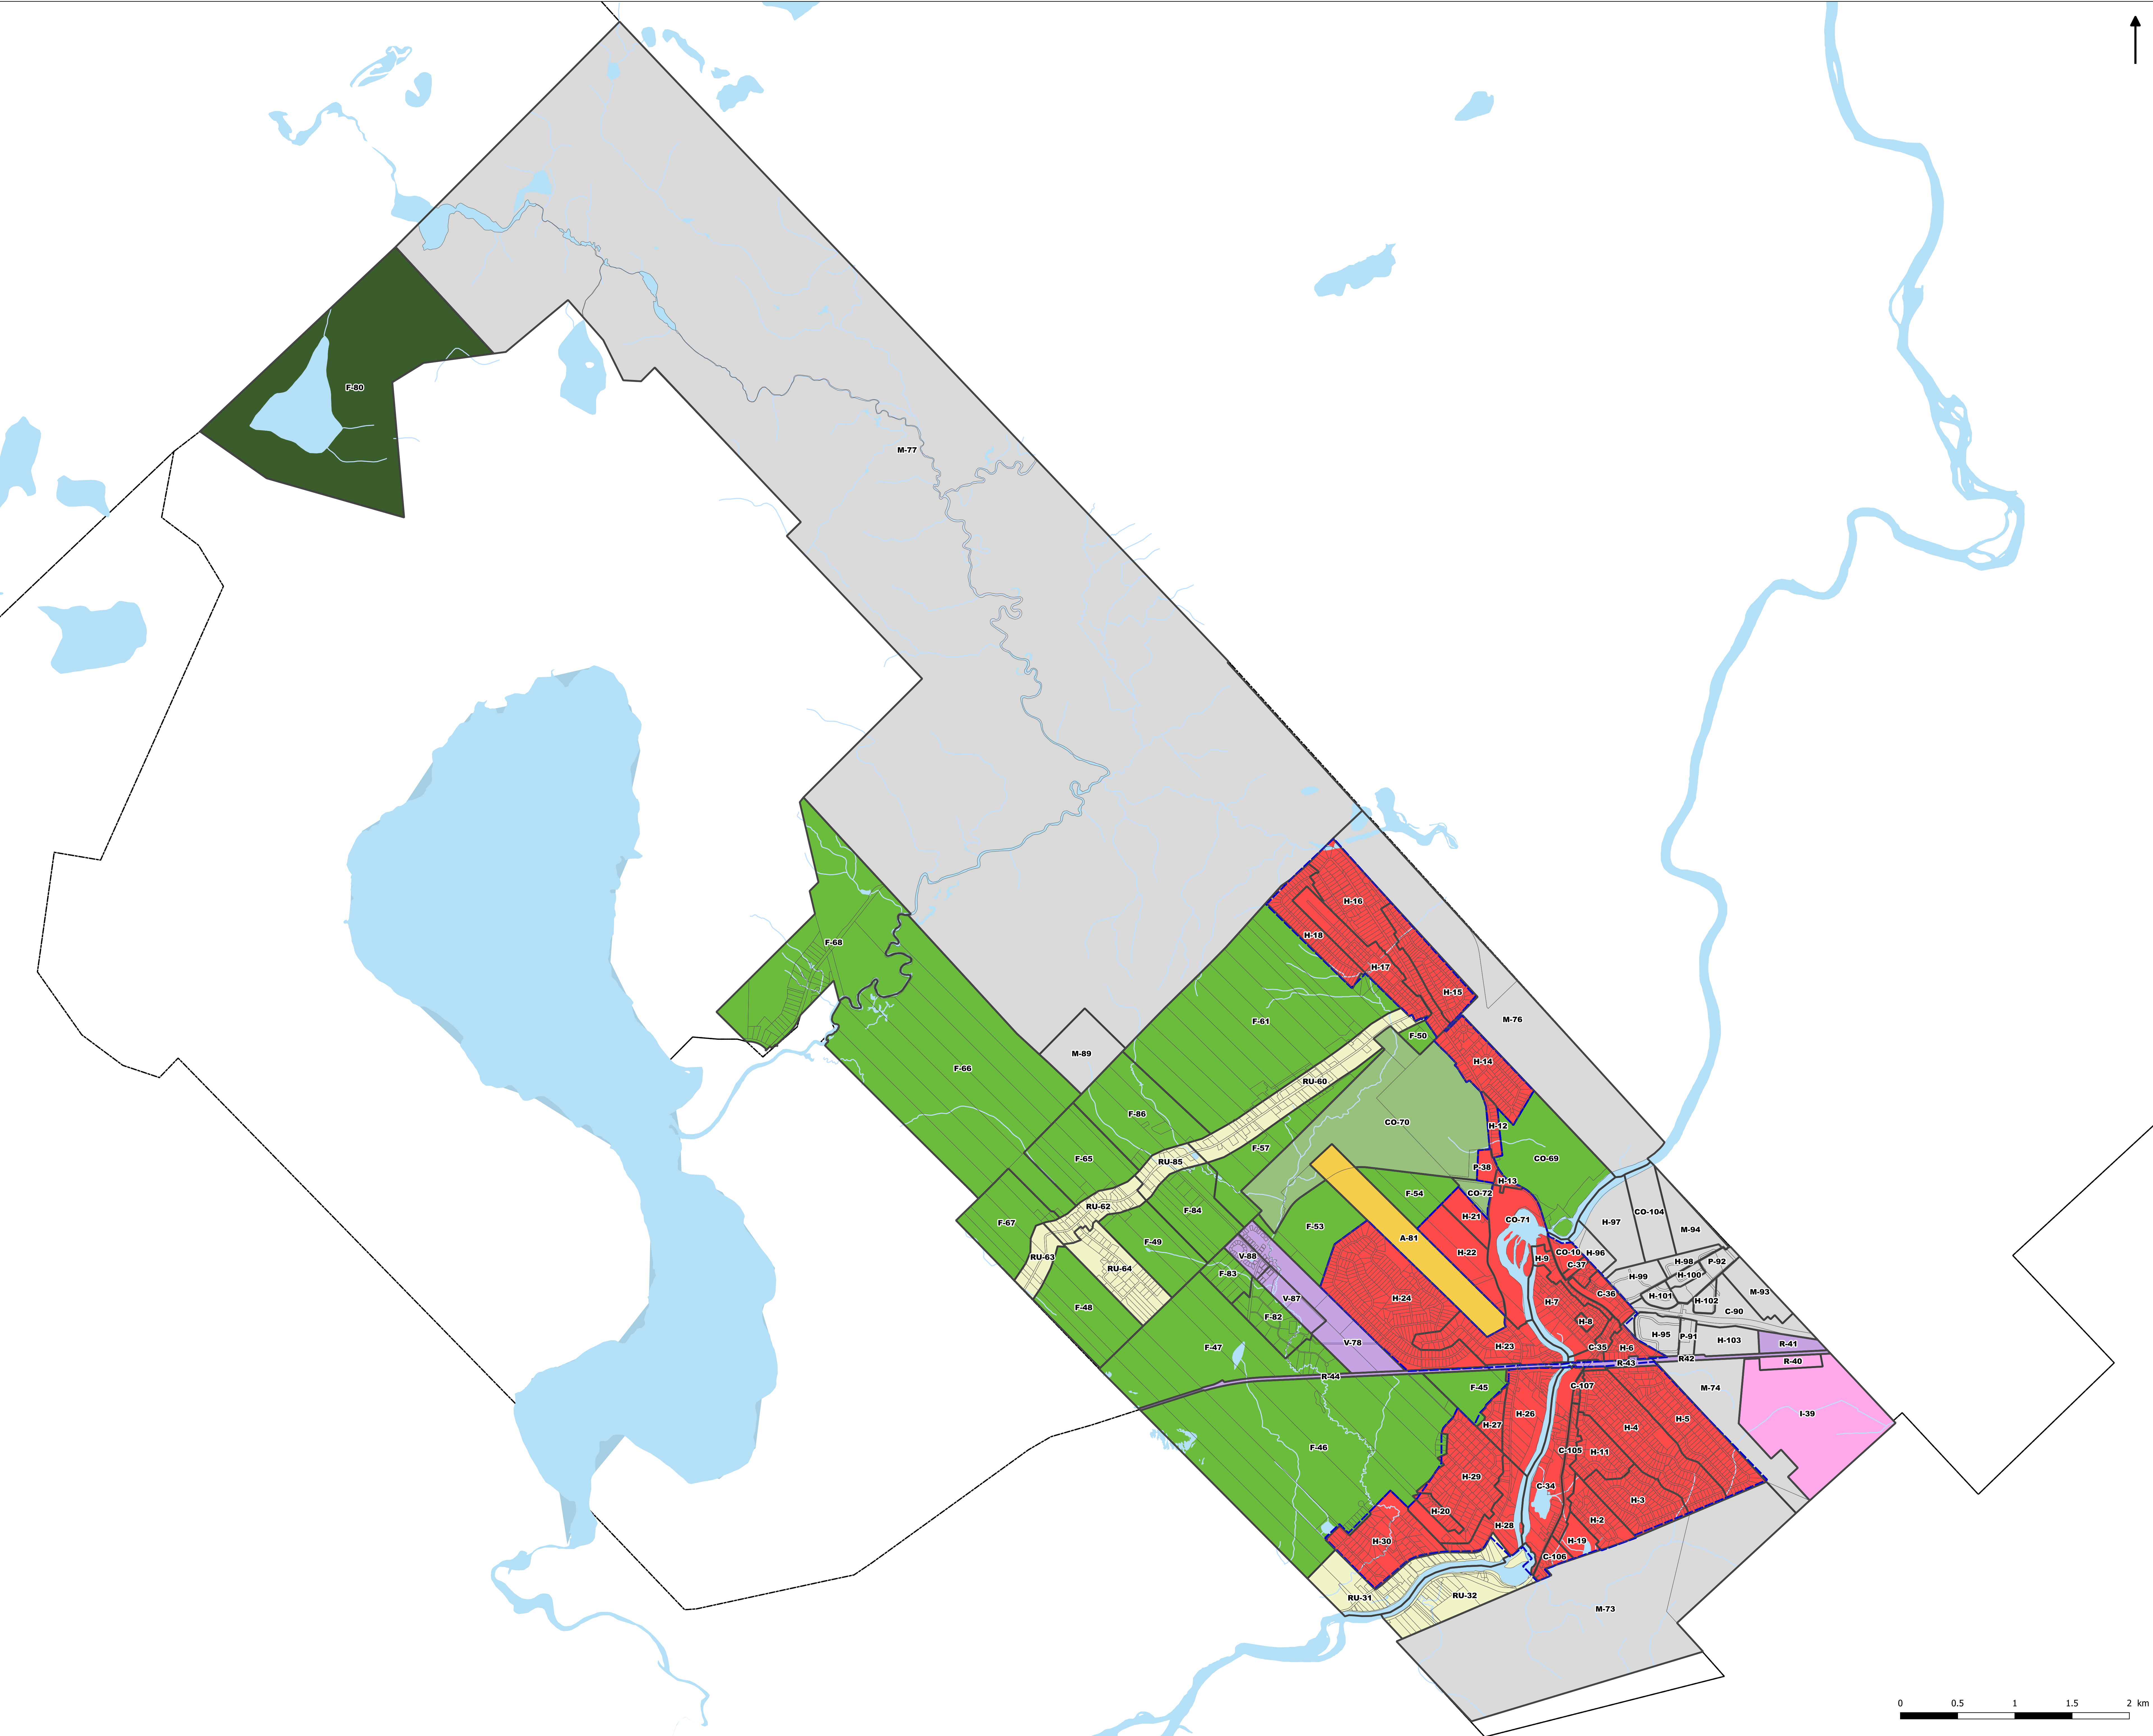 F-80
M-77
H-16
H-18
H-17
H-15
F-68
M-76
F-61
F-50
M-89
H-14
F-66
RU-60
F-86
CO-70
H-12
F-57
F-65
RU-85
CO-69
P-38
H-13
F-54
CO-72
RU-62
F-84
H-21
CO-104
F-67
F-53
CO-71
H-97
M-94
A-81
F-49
H-22
CO-10
H-96
RU-63
V-88
H-9
C-37
H-98
P-92
RU-64
F-83
H-99
H-100
V-87
H-24
H-7
C-36
H-101
H-102
M-93
F-48
F-82
H-8
C-90
V-78
H-95
P-91
H-103
F-47
H-23
C-35
H-6
R-41
R-43
R42
R-40
R-44
F-45
C-107
M-74
H-27
H-26
H-4
H-5
I-39
F-46
C-105
H-11
H-29
C-34
H-3
H-20
H-2
H-28
H-30
H-19
C-106
RU-31
RU-32
M-73
0 0.5 1 1.5 2 km